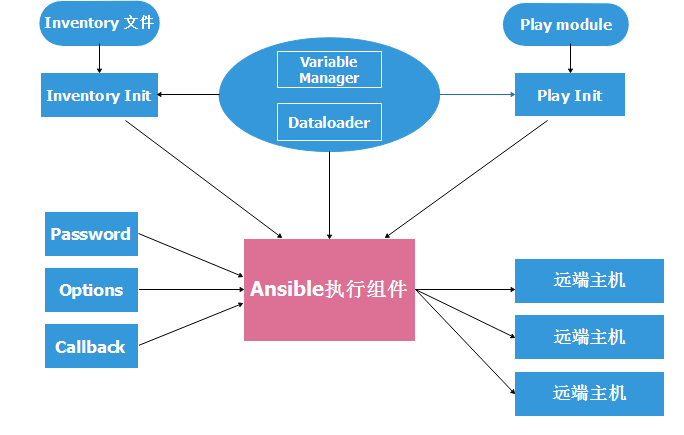 Inventory 文件
Play module
Variable
Manager
Inventory Init
Play Init
Dataloader
Password
Options
Callback
Ansible执行组件
远端主机
远端主机
远端主机